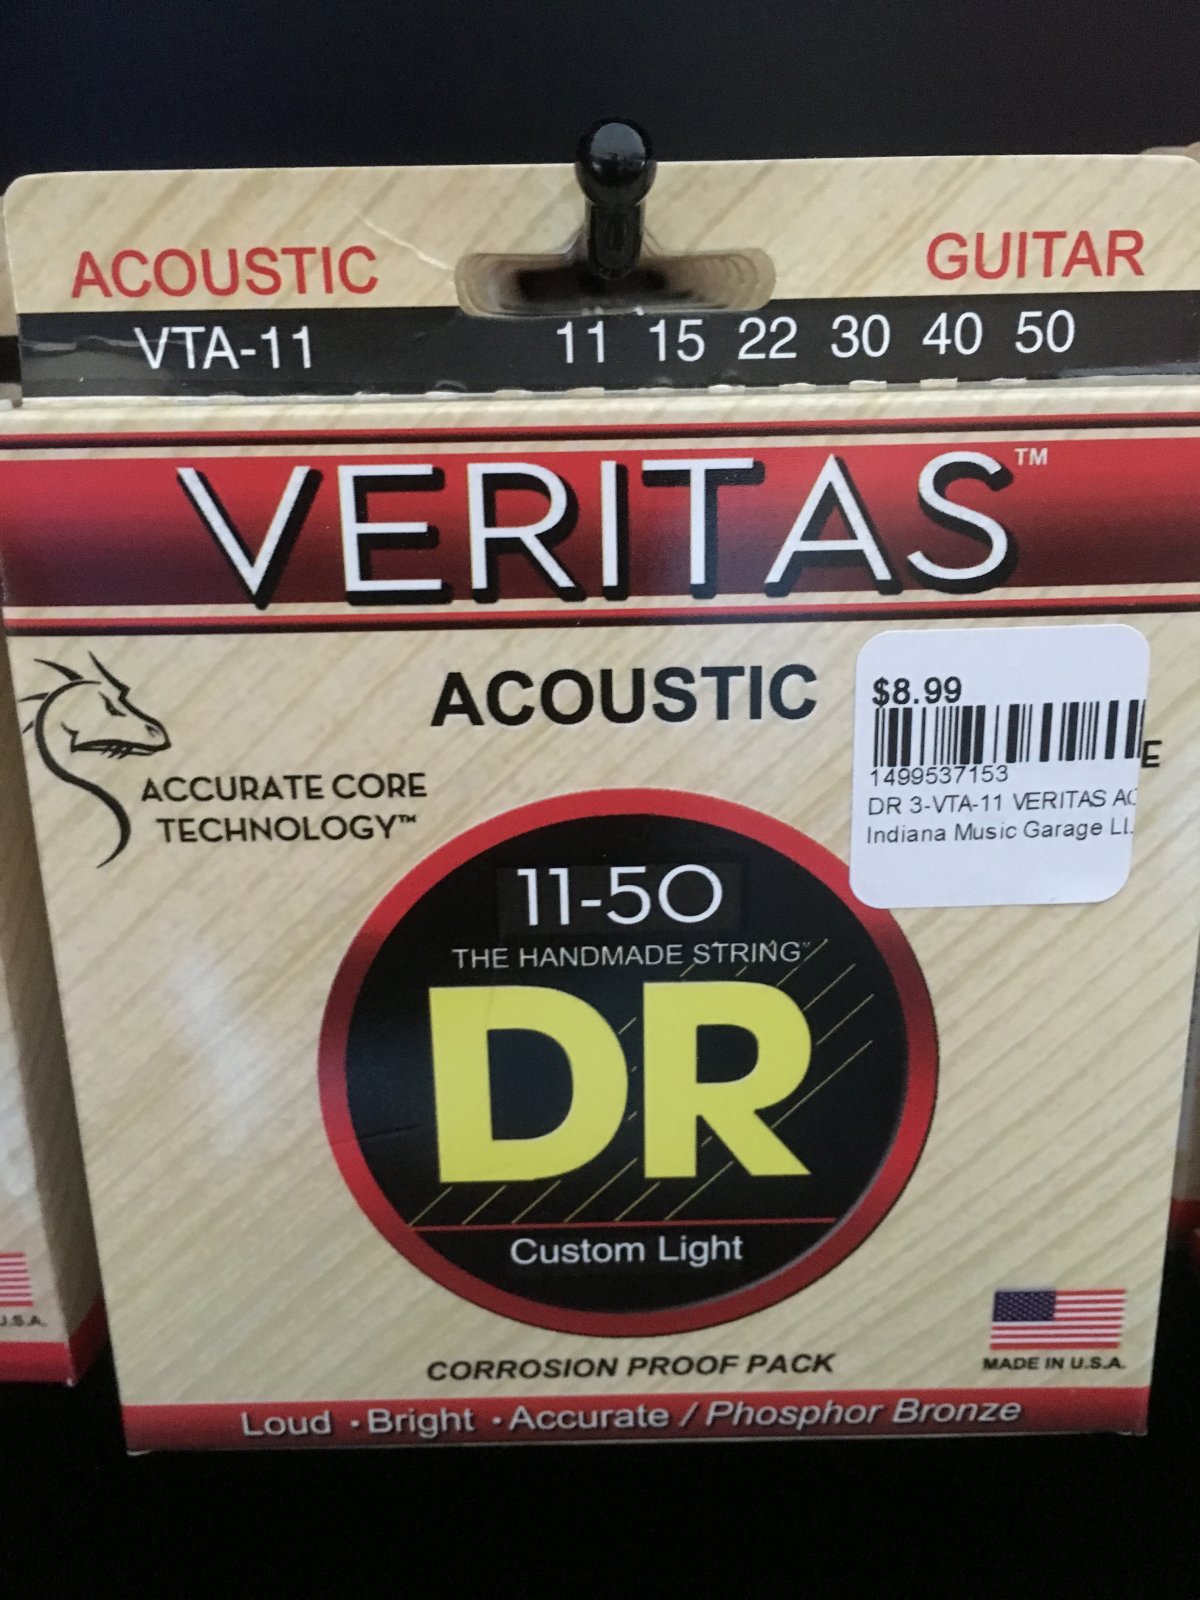 ACOUSTIC GUITAR
VTA-11 11 15 22 30 40 50
VERITAS™
ACOUSTIC
ACCURATE CORE
TECHNOLOGY™
$8.99
1499537153
DR 3-VTA-11 VERITAS AC
Indiana Music Garage LL
E
11-50
THE HANDMADE STRING™
DR
Custom Light
CORROSION PROOF PACK
MADE IN U.S.A.
Loud · Bright · Accurate / Phosphor Bronze
U.S.A.